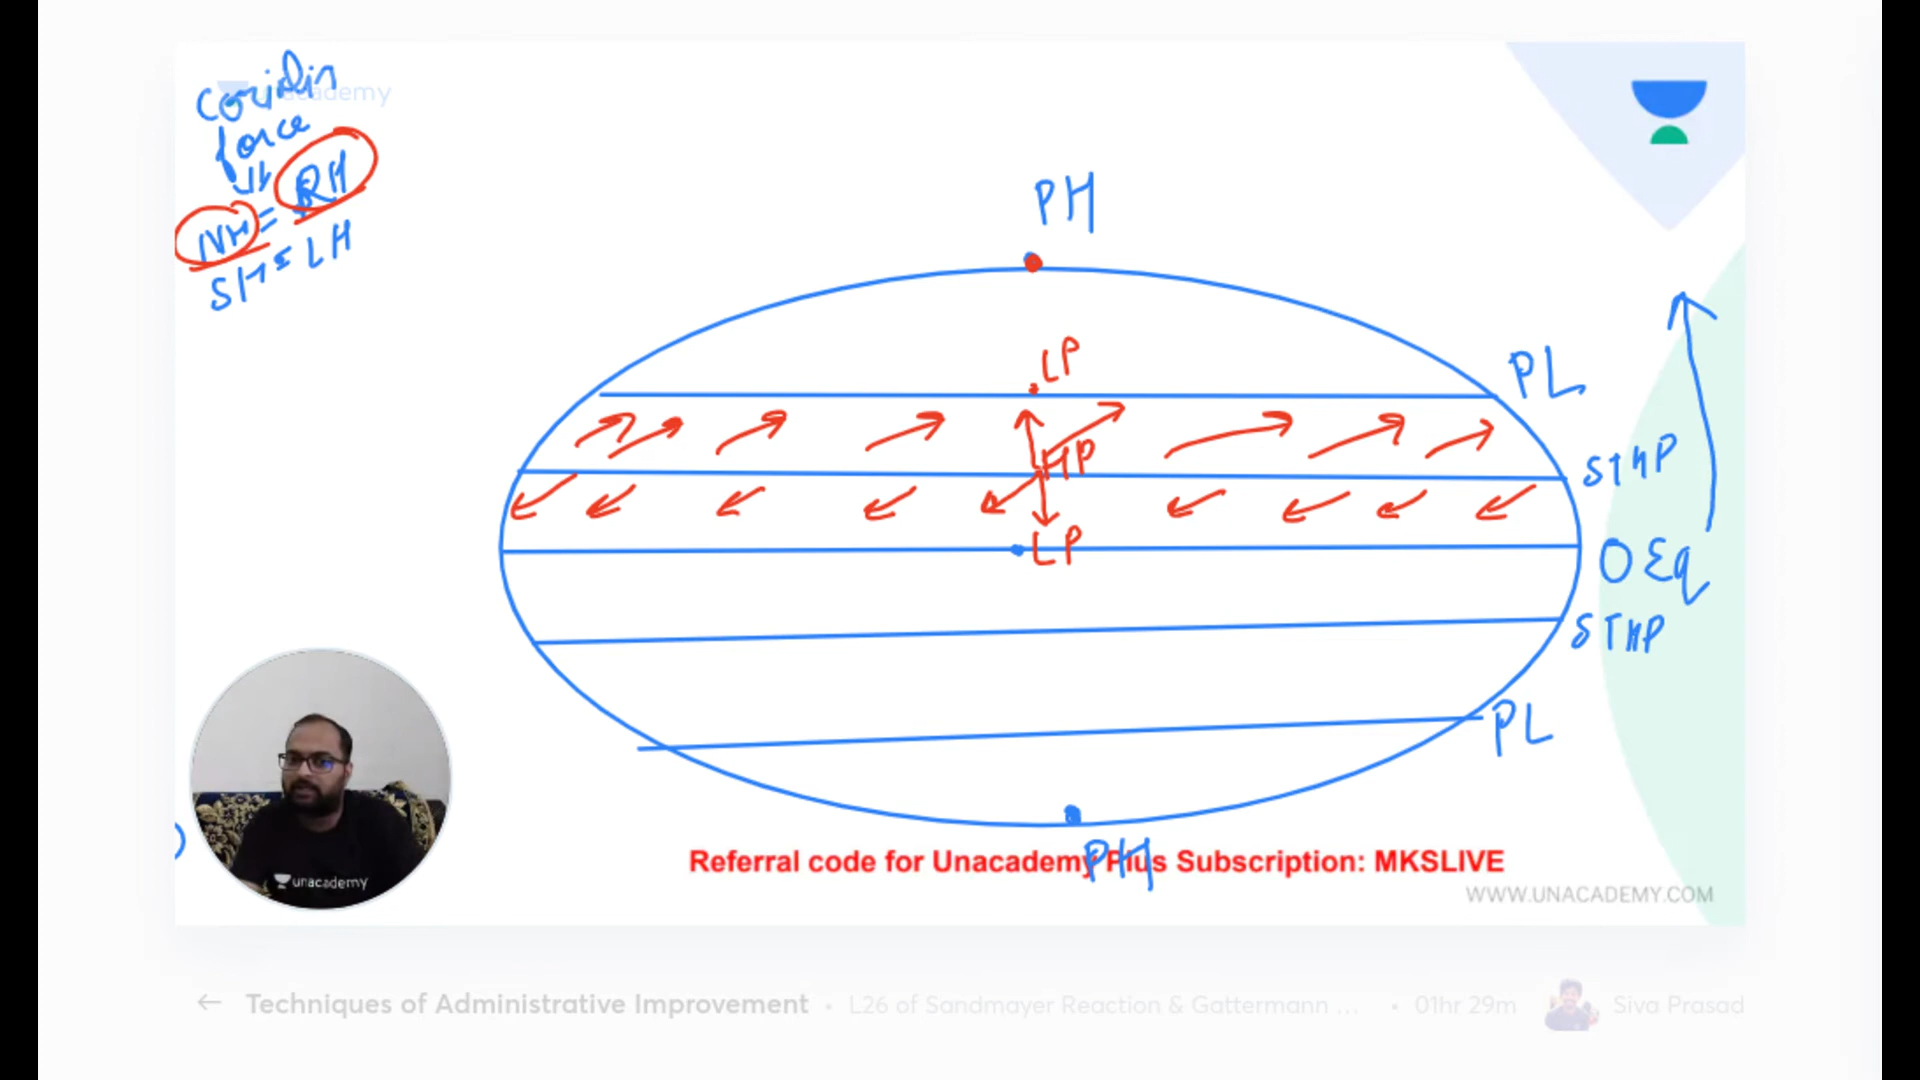 Coriolis
force
NH = RH
SH = LH
PH
LP
PL
HP
STHP
LP
O Eq
STHP
PL
PH
unacademy
Referral code for Unacademy Plus Subscription: MKSLIVE
WWW.UNACADEMY.COM
← Techniques of Administrative Improvement • L26 of Sandmayer Reaction & Gattermann ... • 01hr 29m Siva Prasad